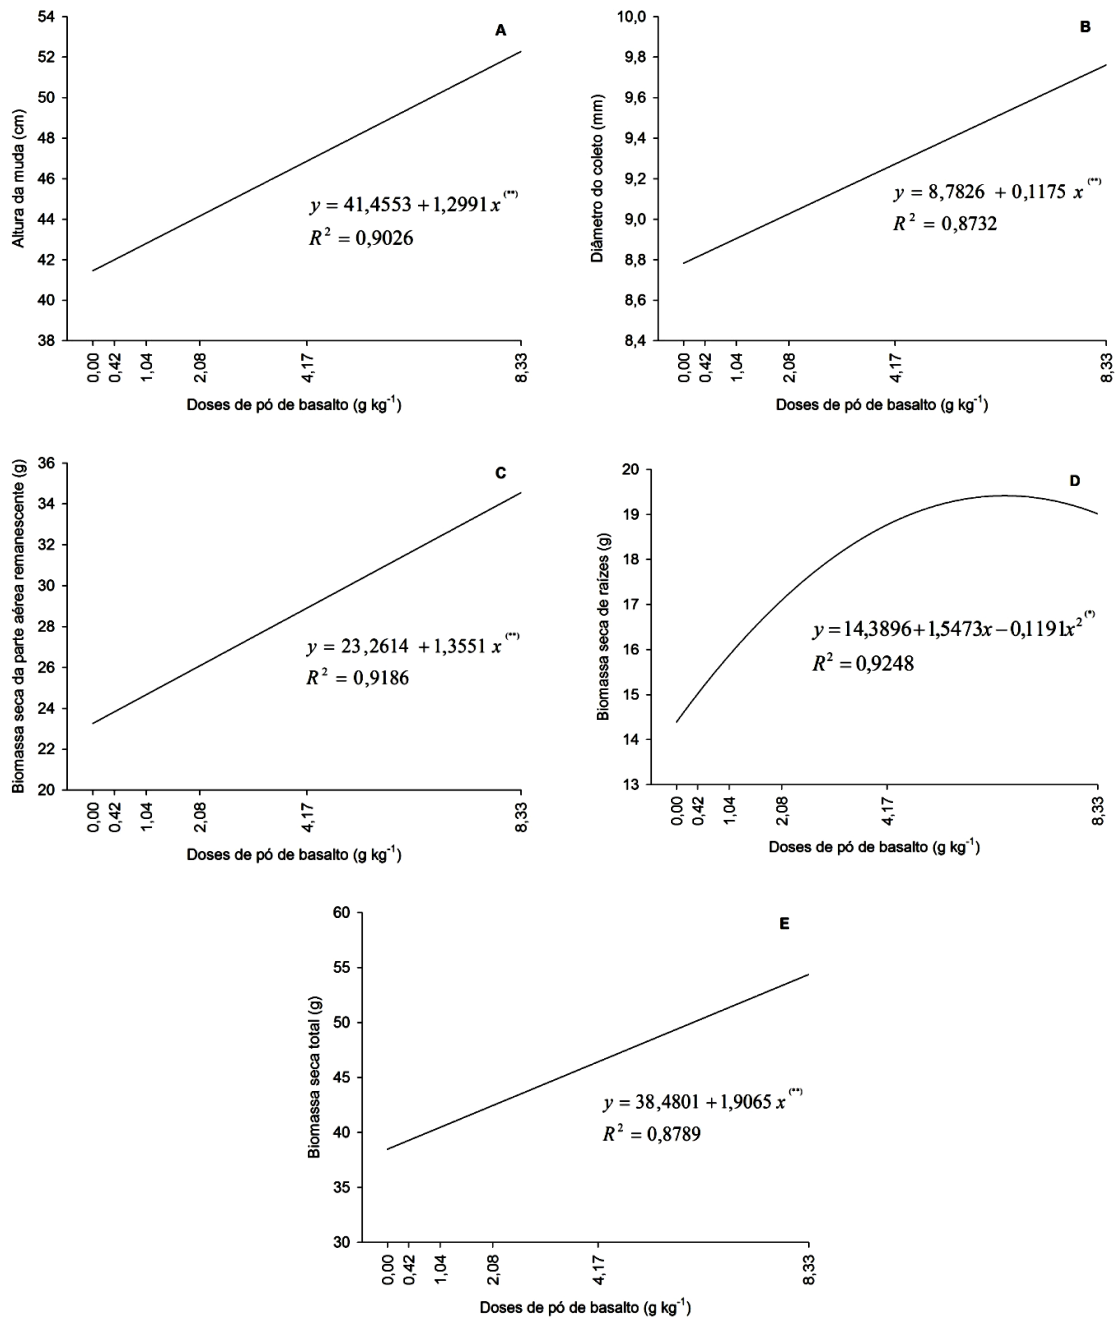 A
Altura da muda (cm)
54
52
50
48
46
44
42
40
38
y = 41,4553 + 1,2991 x (**)
R² = 0,9026
0,00 0,42 1,04 2,08 4,17 8,33
Doses de pó de basalto (g kg⁻¹)
B
Diâmetro do coleto (mm)
10,0
9,8
9,6
9,4
9,2
9,0
8,8
8,6
8,4
y = 8,7826 + 0,1175 x (**)
R² = 0,8732
0,00 0,42 1,04 2,08 4,17 8,33
Doses de pó de basalto (g kg⁻¹)
C
Biomassa seca da parte aérea remanescente (g)
36
34
32
30
28
26
24
22
20
y = 23,2614 + 1,3551 x (**)
R² = 0,9186
0,00 0,42 1,04 2,08 4,17 8,33
Doses de pó de basalto (g kg⁻¹)
D
Biomassa seca de raízes (g)
20
19
18
17
16
15
14
13
y = 14,3896 + 1,5473x − 0,1191x² (*)
R² = 0,9248
0,00 0,42 1,04 2,08 4,17 8,33
Doses de pó de basalto (g kg⁻¹)
E
Biomassa seca total (g)
60
55
50
45
40
35
30
y = 38,4801 + 1,9065 x (**)
R² = 0,8789
0,00 0,42 1,04 2,08 4,17 8,33
Doses de pó de basalto (g kg⁻¹)